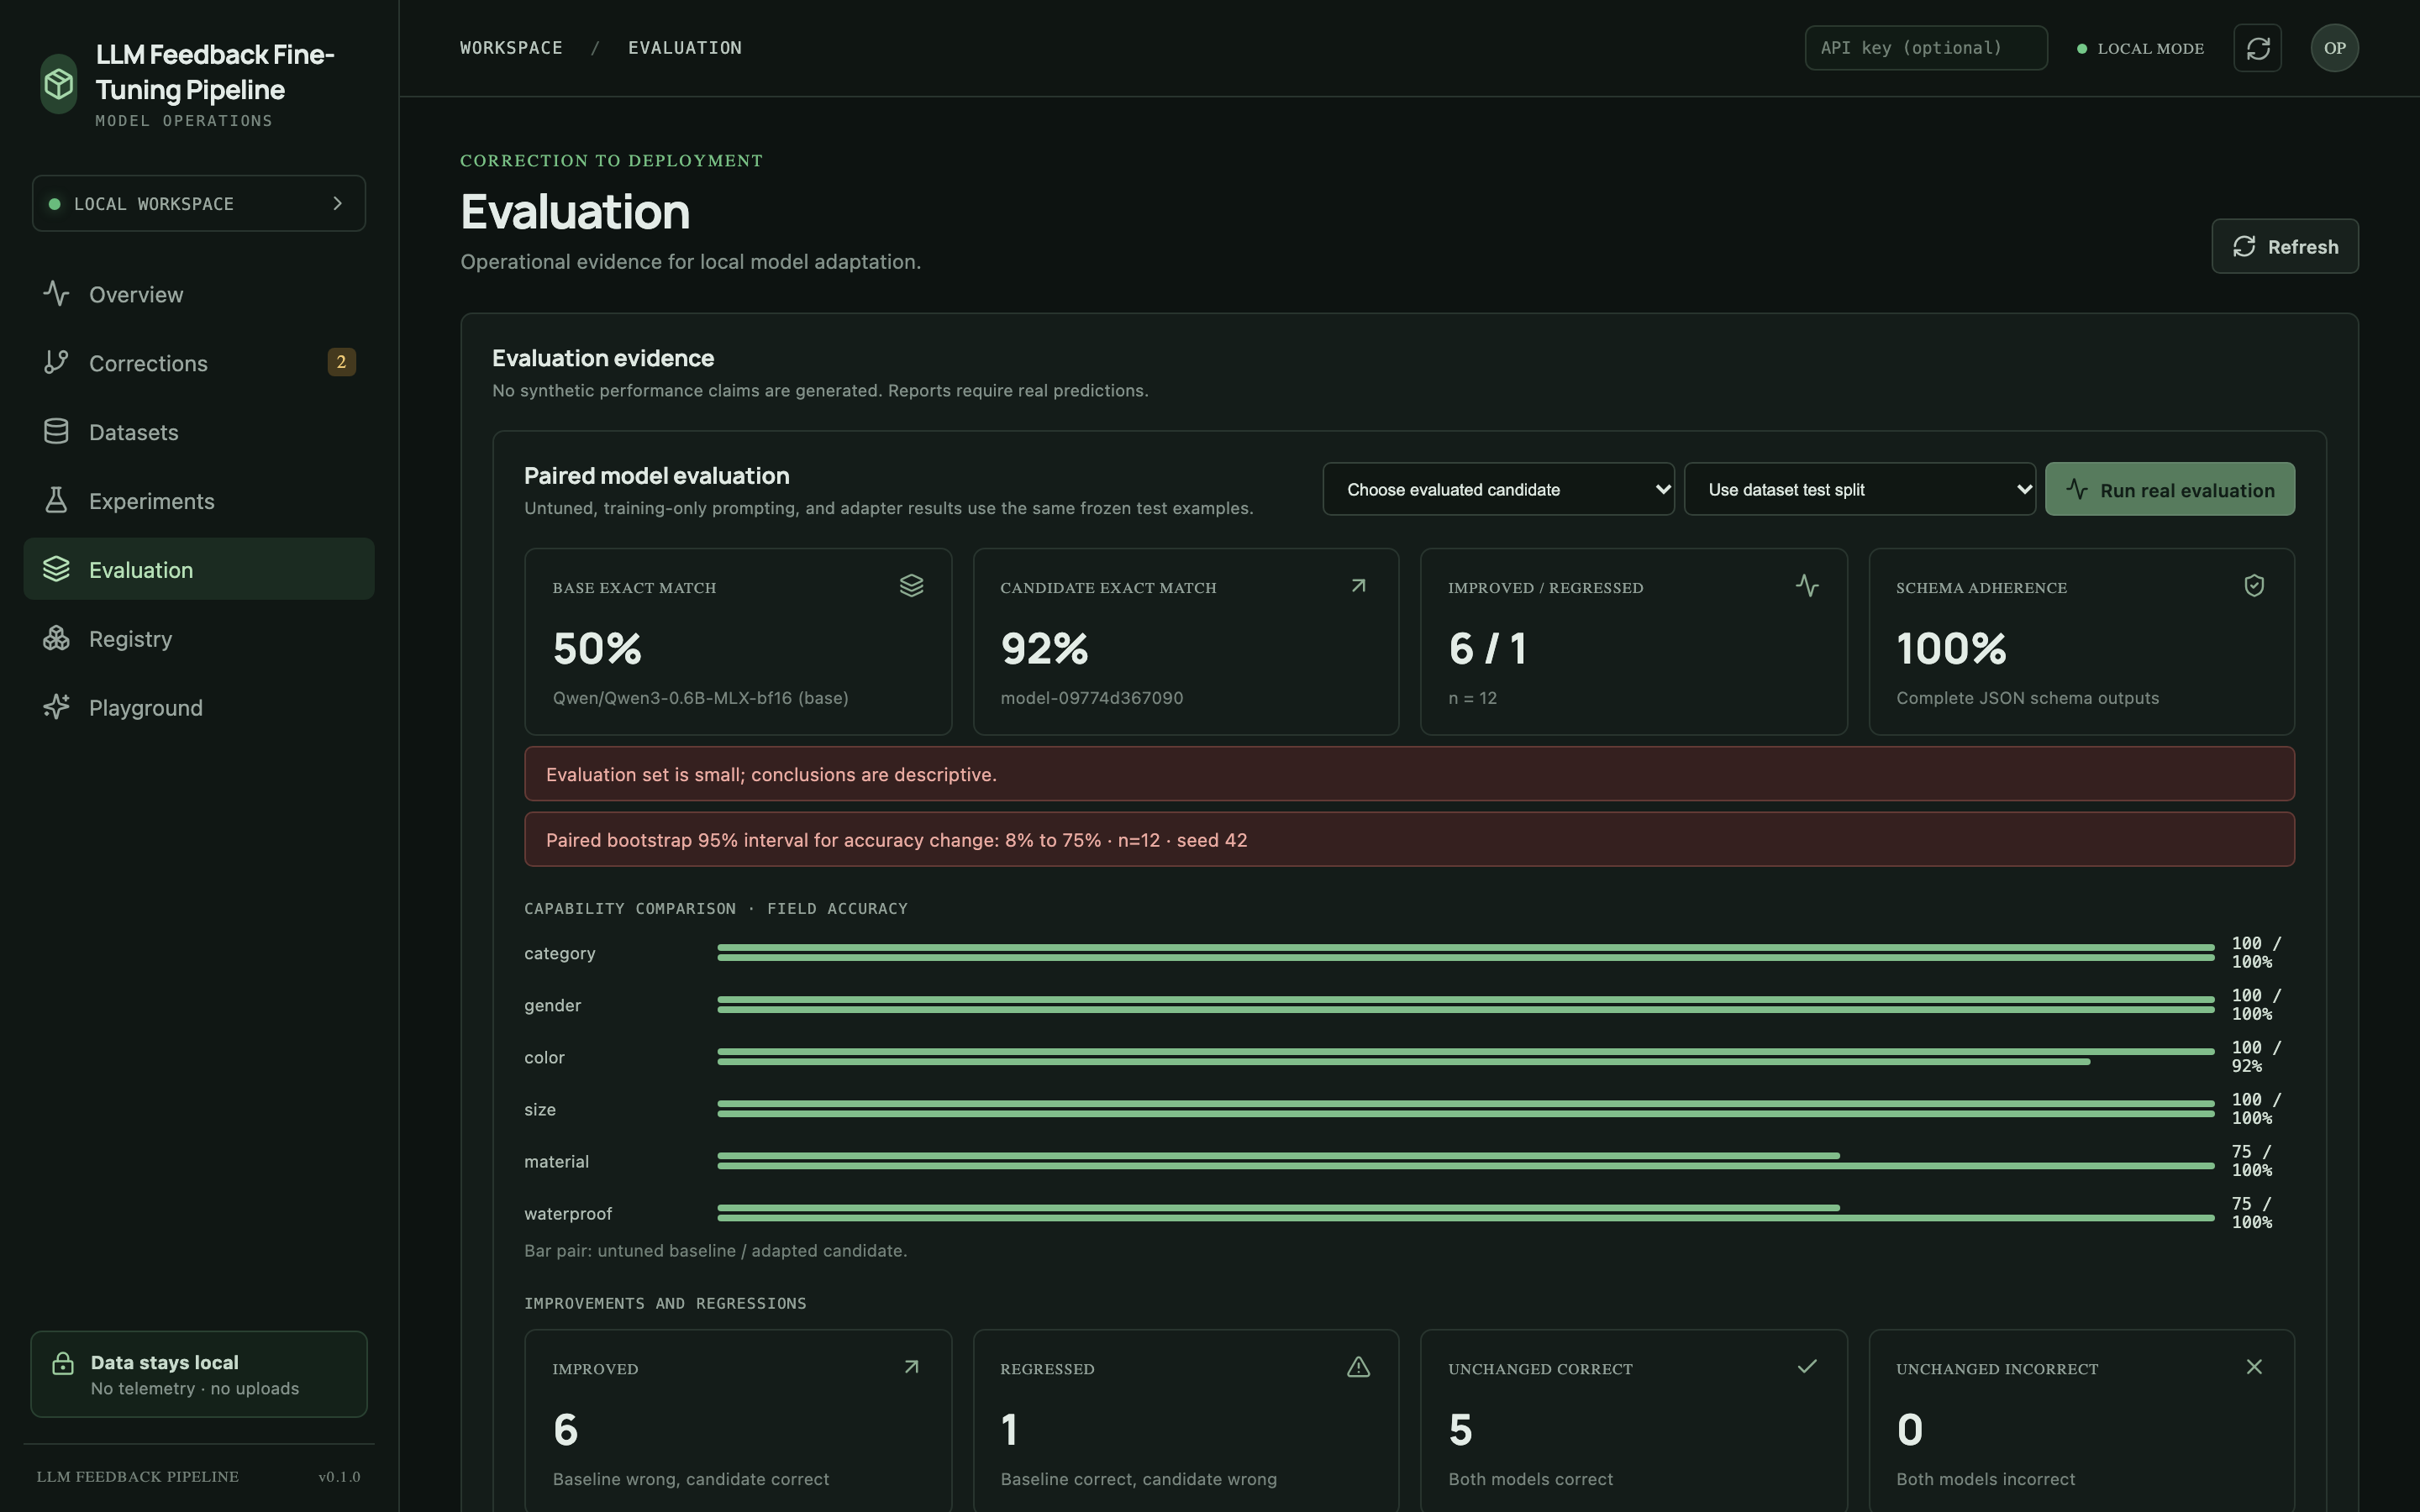 LLM Feedback Fine-
Tuning Pipeline
MODEL OPERATIONS
LOCAL WORKSPACE
Overview
Corrections
2
Datasets
Experiments
Evaluation
Registry
Playground
Data stays local
No telemetry · no uploads
LLM FEEDBACK PIPELINE
v0.1.0
WORKSPACE / EVALUATION
API key (optional)
LOCAL MODE
OP
CORRECTION TO DEPLOYMENT
Evaluation
Operational evidence for local model adaptation.
Refresh
Evaluation evidence
No synthetic performance claims are generated. Reports require real predictions.
Paired model evaluation
Untuned, training-only prompting, and adapter results use the same frozen test examples.
Choose evaluated candidate
Use dataset test split
Run real evaluation
BASE EXACT MATCH
50%
Qwen/Qwen3-0.6B-MLX-bf16 (base)
CANDIDATE EXACT MATCH
92%
model-09774d367090
IMPROVED / REGRESSED
6 / 1
n = 12
SCHEMA ADHERENCE
100%
Complete JSON schema outputs
Evaluation set is small; conclusions are descriptive.
Paired bootstrap 95% interval for accuracy change: 8% to 75% · n=12 · seed 42
CAPABILITY COMPARISON · FIELD ACCURACY
category
100 /
100%
gender
100 /
100%
color
100 /
92%
size
100 /
100%
material
75 /
100%
waterproof
75 /
100%
Bar pair: untuned baseline / adapted candidate.
IMPROVEMENTS AND REGRESSIONS
IMPROVED
6
Baseline wrong, candidate correct
REGRESSED
1
Baseline correct, candidate wrong
UNCHANGED CORRECT
5
Both models correct
UNCHANGED INCORRECT
0
Both models incorrect